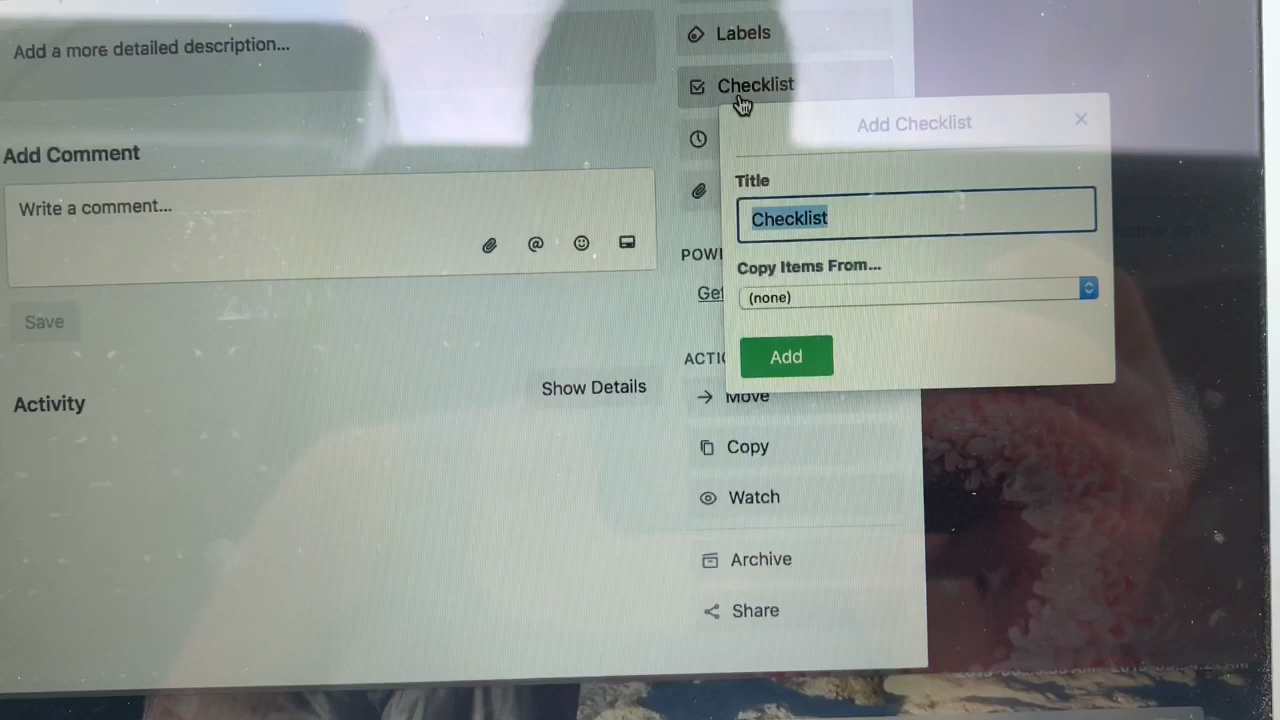 Add a more detailed description...
Add Comment
Write a comment...
Save
Activity
Show Details
Labels
Checklist
Add Checklist
Title
Checklist
Copy Items From...
(none)
Add
Move
Copy
Watch
Archive
Share